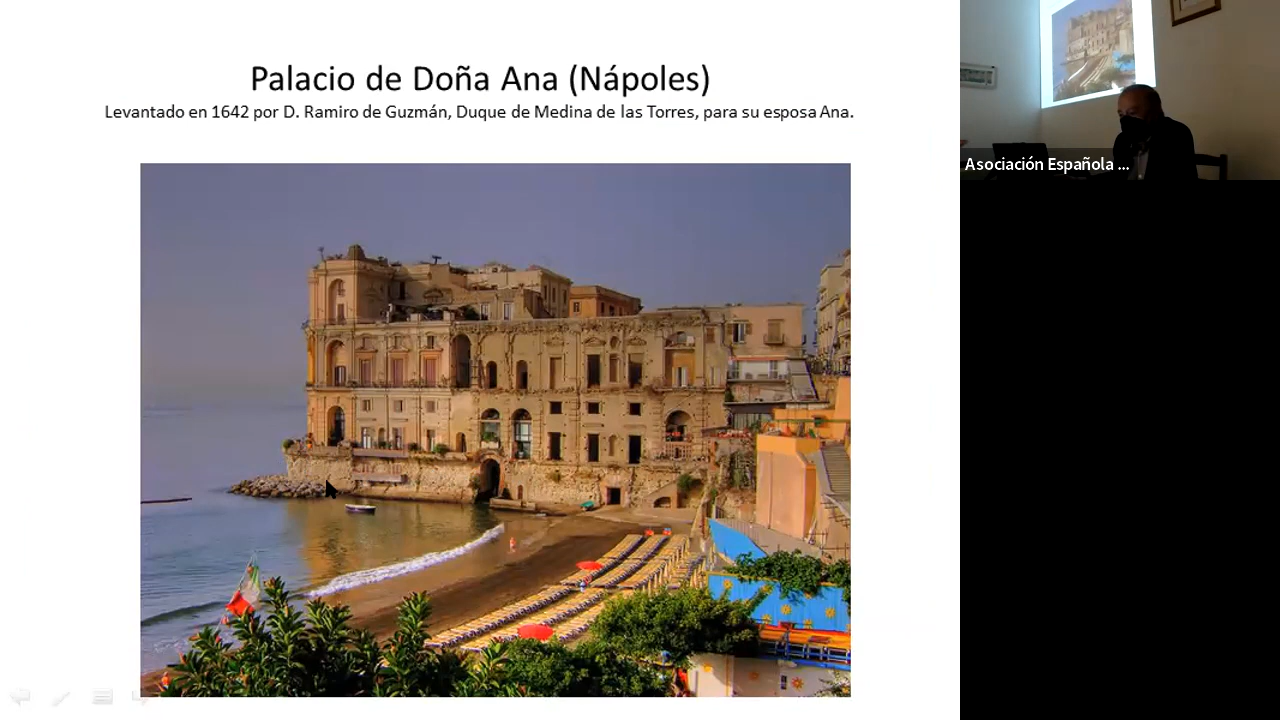 Palacio de Doña Ana (Nápoles)
Levantado en 1642 por D. Ramiro de Guzmán, Duque de Medina de las Torres, para su esposa Ana.
Asociación Española ...